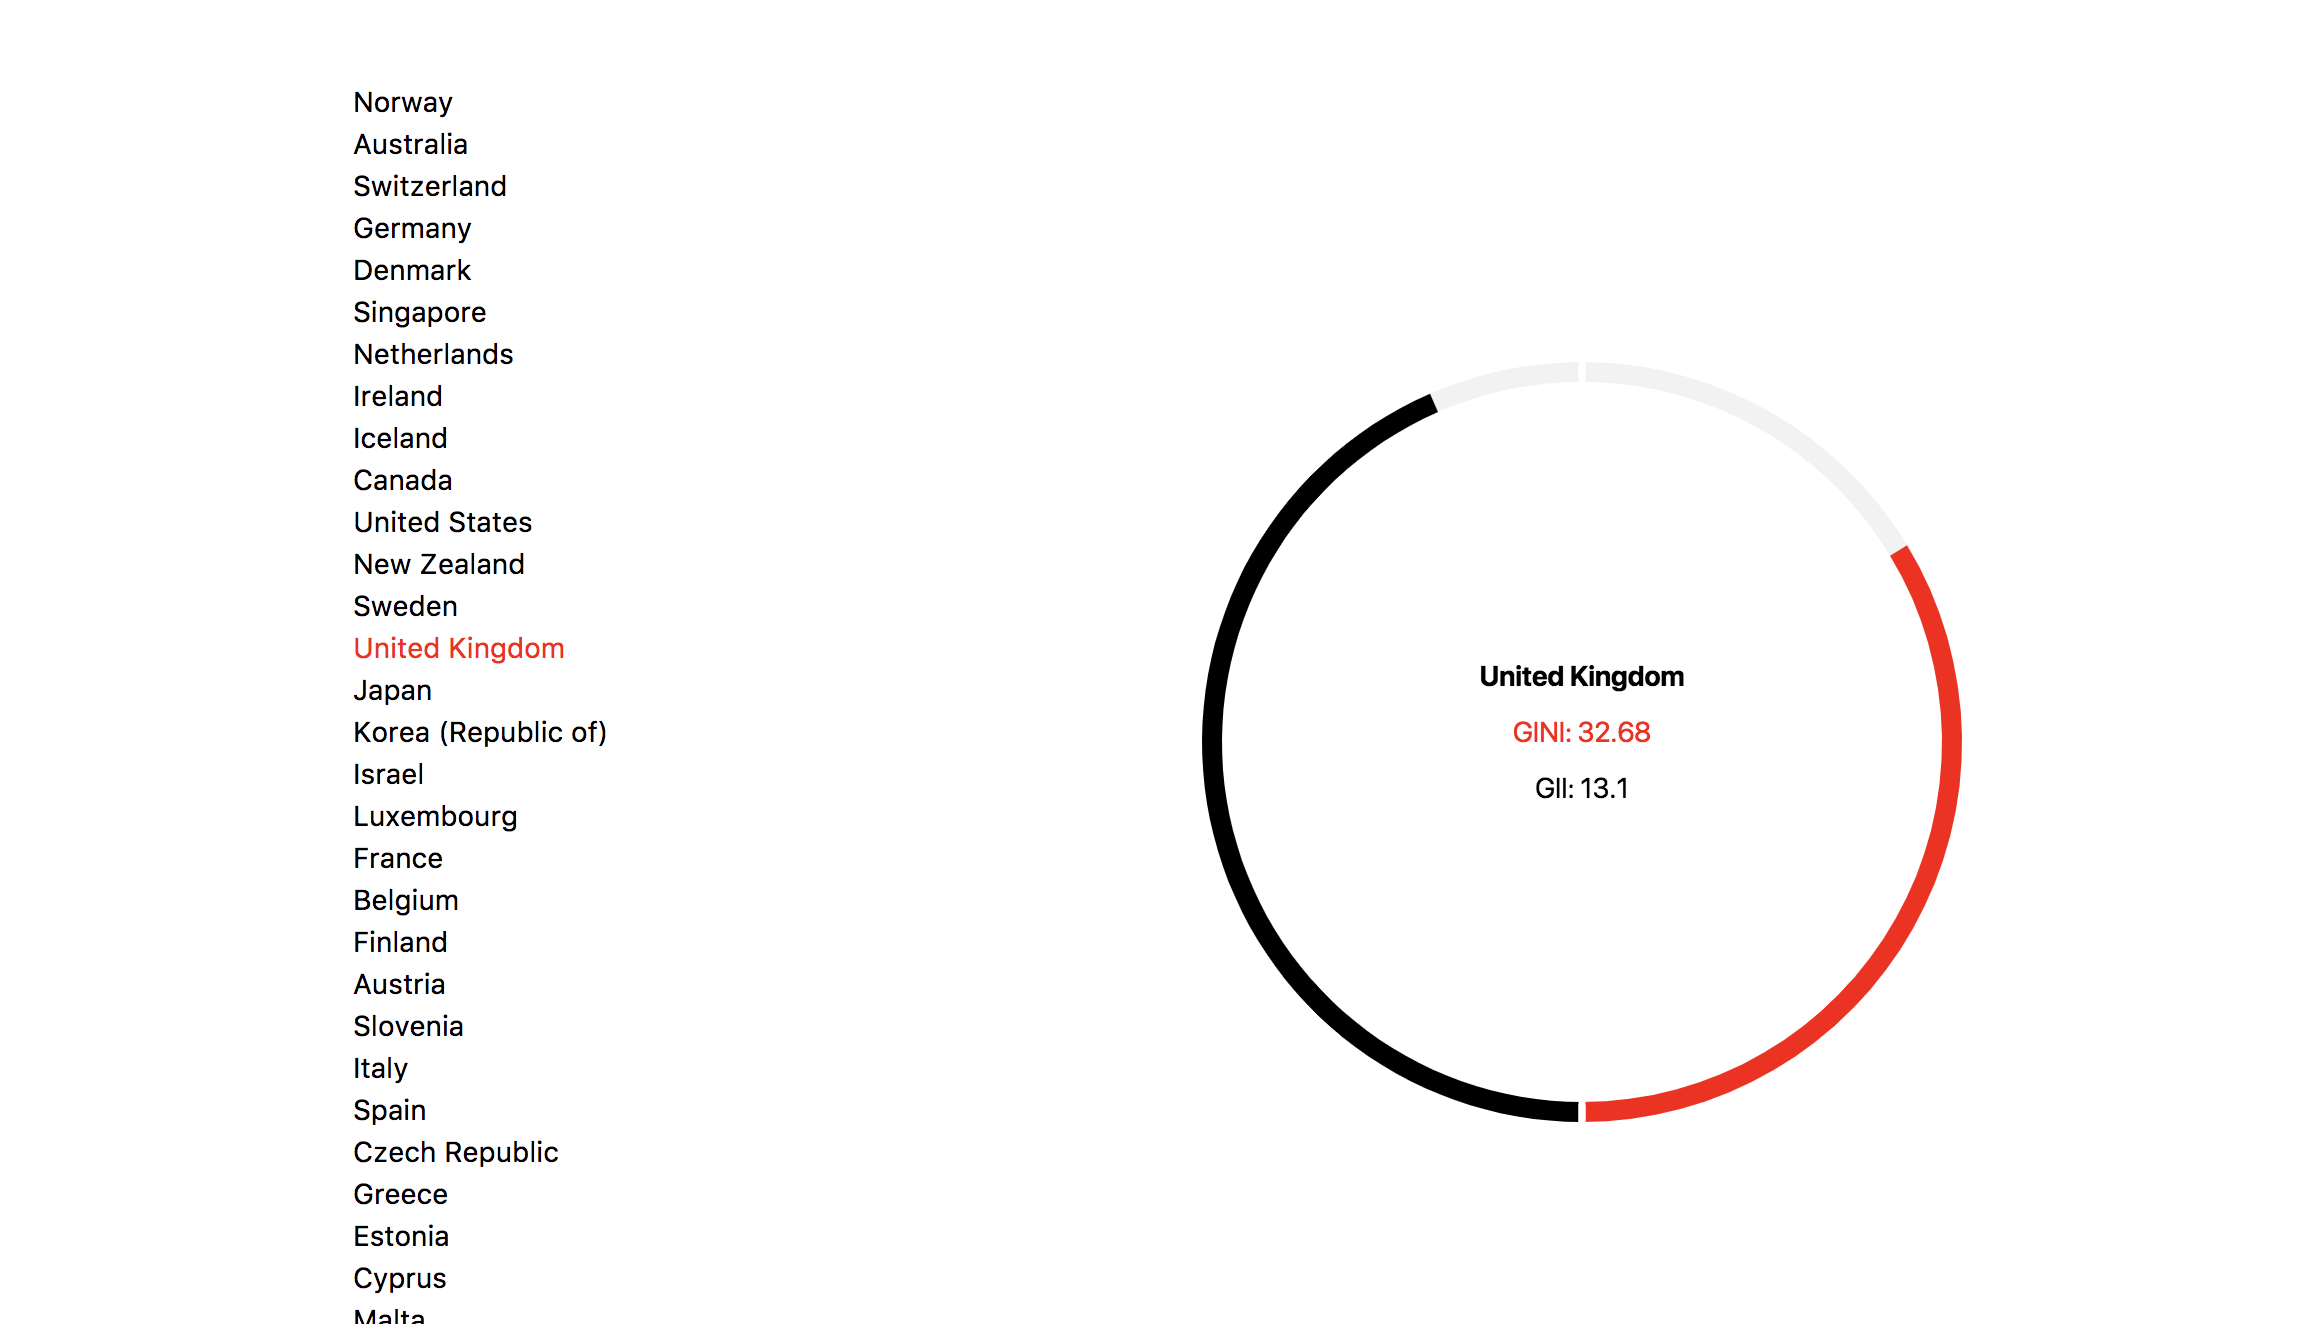 Norway
Australia
Switzerland
Germany
Denmark
Singapore
Netherlands
Ireland
Iceland
Canada
United States
New Zealand
Sweden
United Kingdom
Japan
Korea (Republic of)
Israel
Luxembourg
France
Belgium
Finland
Austria
Slovenia
Italy
Spain
Czech Republic
Greece
Estonia
Cyprus
Malta
United Kingdom
GINI: 32.68
GII: 13.1